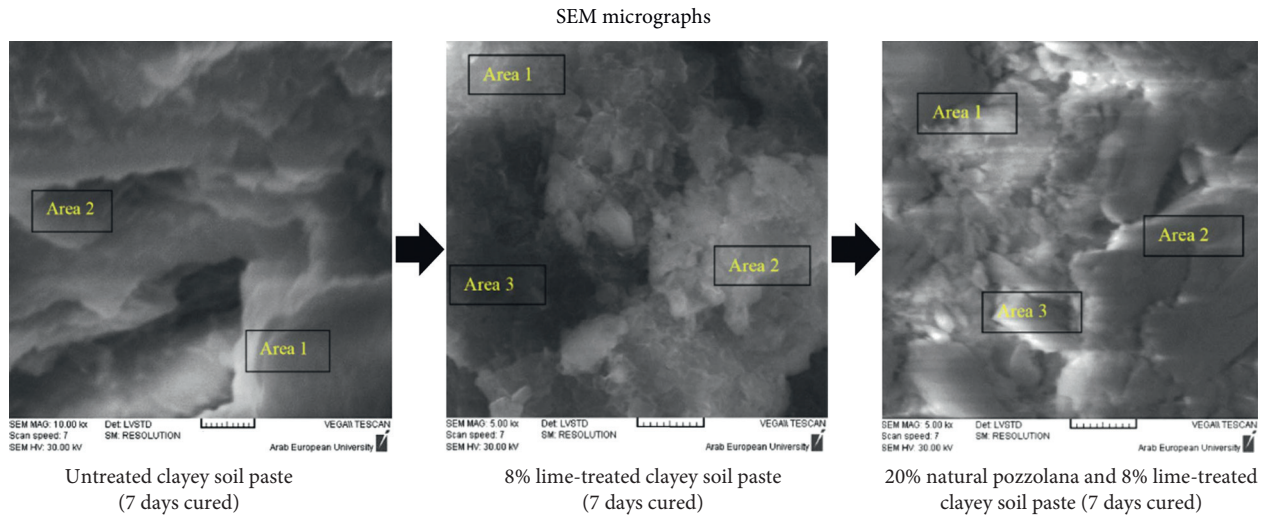 SEM micrographs
Area 2
Area 1
SEM MAG: 10.00 kx Det: LVSTD
Scan speed: 7 SM: RESOLUTION VEGA\\ TESCAN
SEM HV: 30.00 kV Arab European University
Untreated clayey soil paste
(7 days cured)
Area 1
Area 2
Area 3
SEM MAG: 5.00 kx Det: LVSTD
Scan speed: 7 SM: RESOLUTION VEGA\\ TESCAN
SEM HV: 30.00 kV Arab European University
8% lime-treated clayey soil paste
(7 days cured)
Area 1
Area 2
Area 3
SEM MAG: 5.00 kx Det: LVSTD
Scan speed: 7 SM: RESOLUTION VEGA\\ TESCAN
SEM HV: 30.00 kV Arab European University
20% natural pozzolana and 8% lime-treated
clayey soil paste (7 days cured)